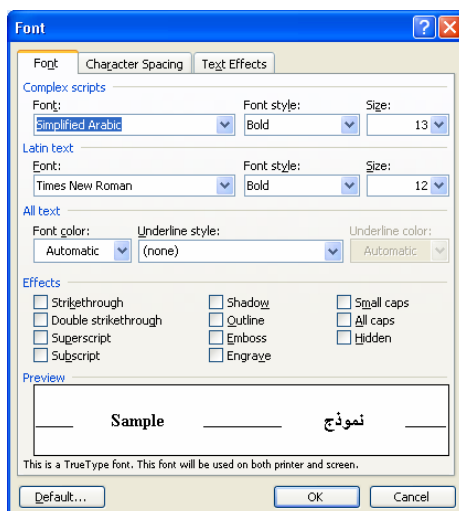 Font
Font Character Spacing Text Effects
Complex scripts
Font: Font style: Size:
Simplified Arabic Bold 13
Latin text
Font: Font style: Size:
Times New Roman Bold 12
All text
Font color: Underline style: Underline color:
Automatic (none) Automatic
Effects
Strikethrough Shadow Small caps
Double strikethrough Outline All caps
Superscript Emboss Hidden
Subscript Engrave
Preview
Sample نموذج
This is a TrueType font. This font will be used on both printer and screen.
Default... OK Cancel